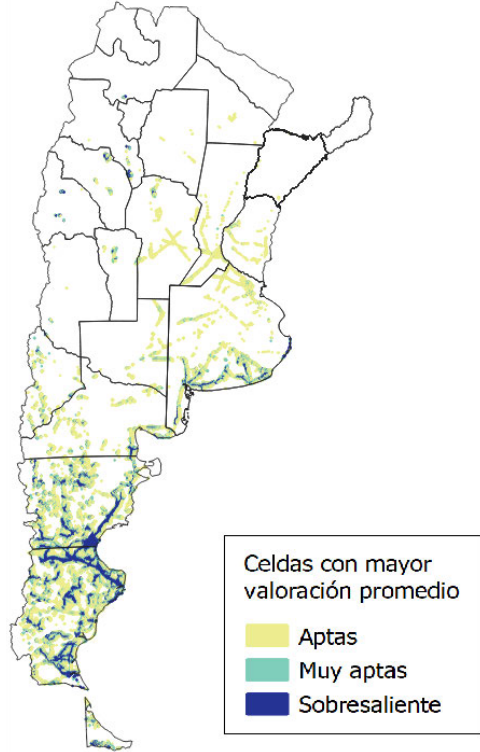 Celdas con mayor
valoración promedio
Aptas
Muy aptas
Sobresaliente